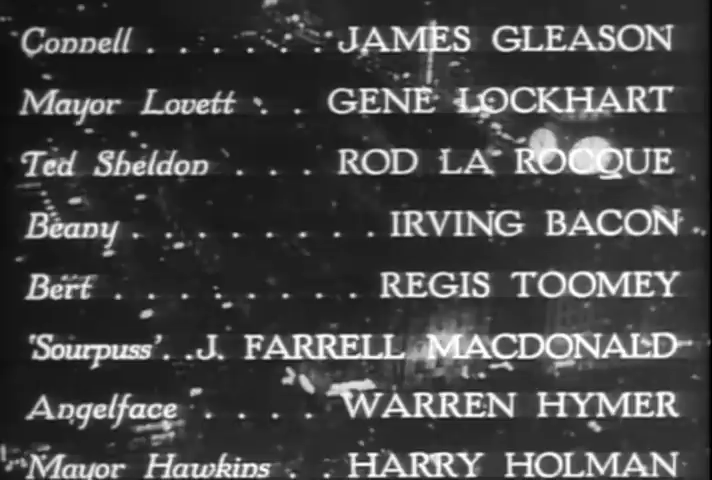 Connell . . . . . . . JAMES GLEASON
Mayor Lovett . . . GENE LOCKHART
Ted Sheldon . . . . ROD LA ROCQUE
Beany . . . . . . . . . IRVING BACON
Bert . . . . . . . . . REGIS TOOMEY
'Sourpuss' . . J. FARRELL MACDONALD
Angelface . . . . . WARREN HYMER
Mayor Hawkins . . HARRY HOLMAN